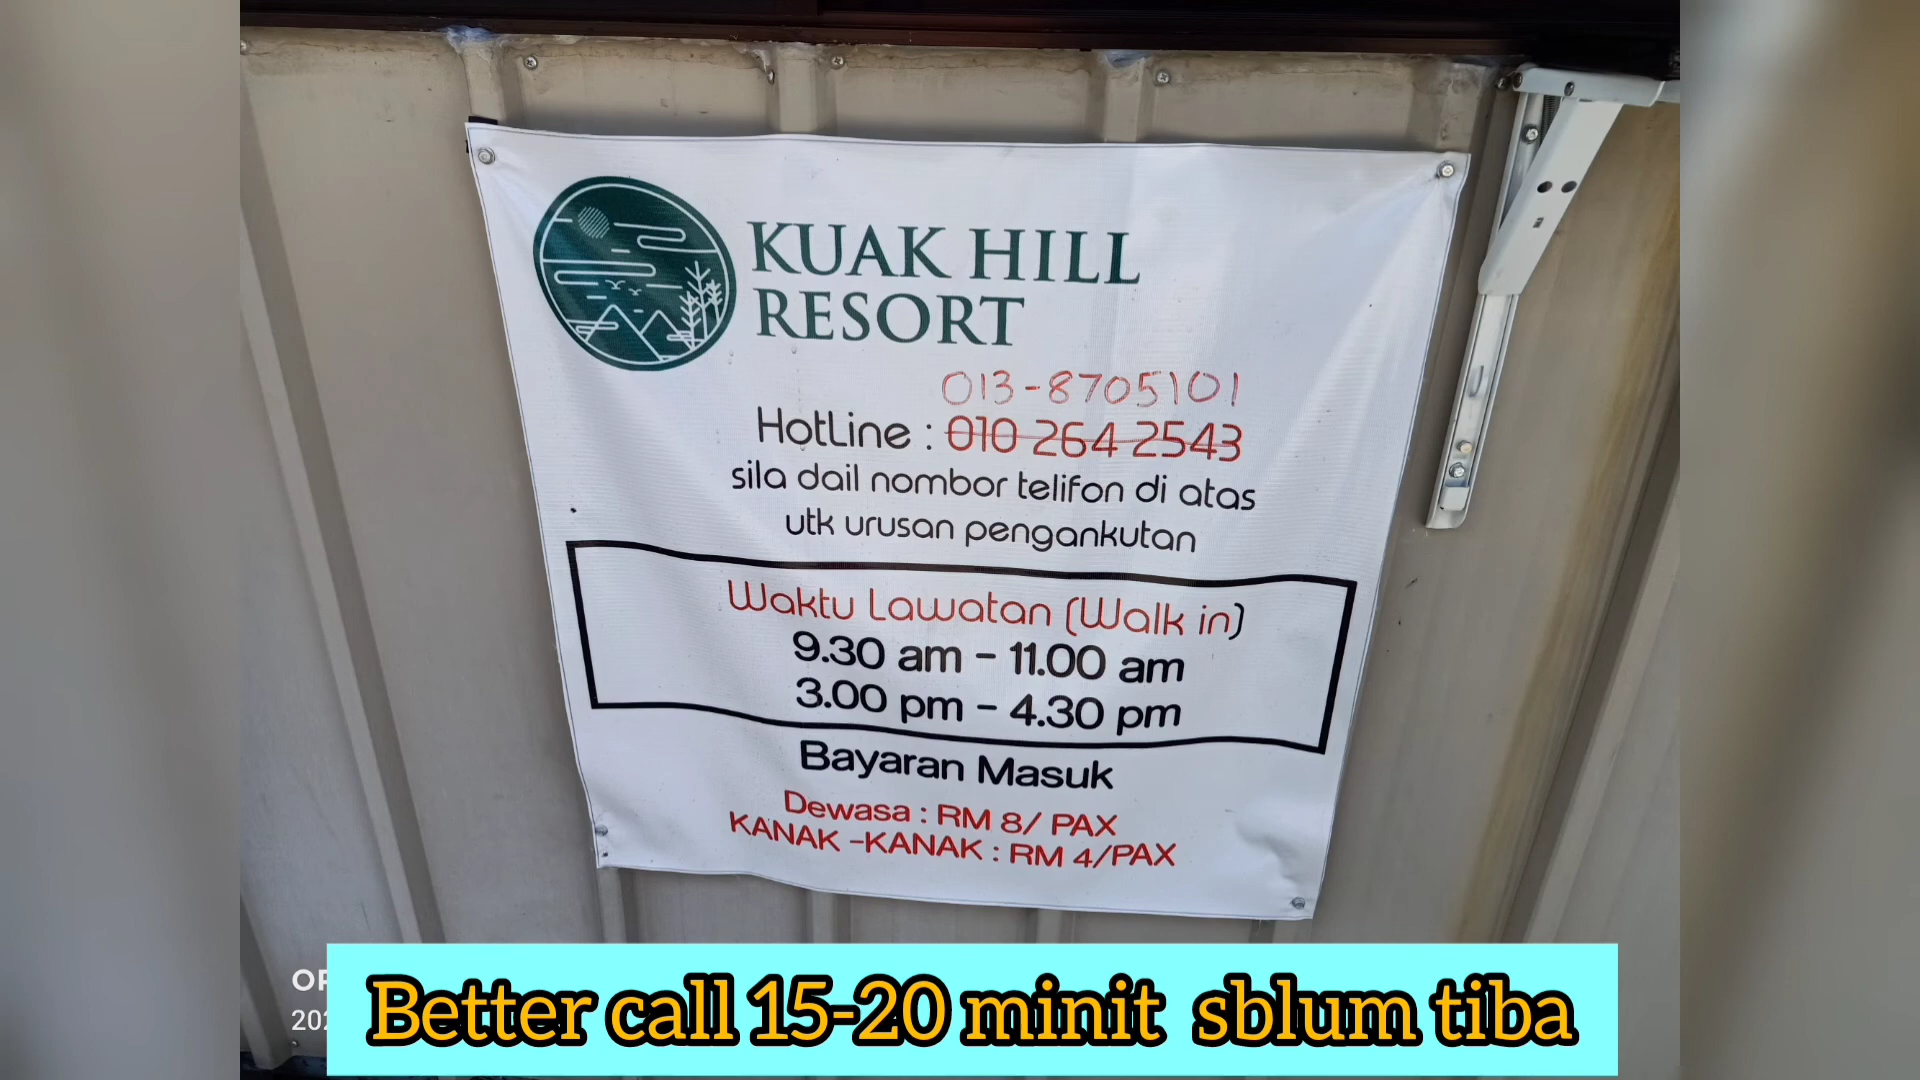 KUAK HILL
RESORT
013-8705101
HotLine : 010 264 2543
sila dail nombor telifon di atas
utk urusan pengankutan
Waktu Lawatan (Walk in)
9.30 am - 11.00 am
3.00 pm - 4.30 pm
Bayaran Masuk
Dewasa : RM 8/ PAX
KANAK -KANAK : RM 4/PAX
Better call 15-20 minit sblum tiba